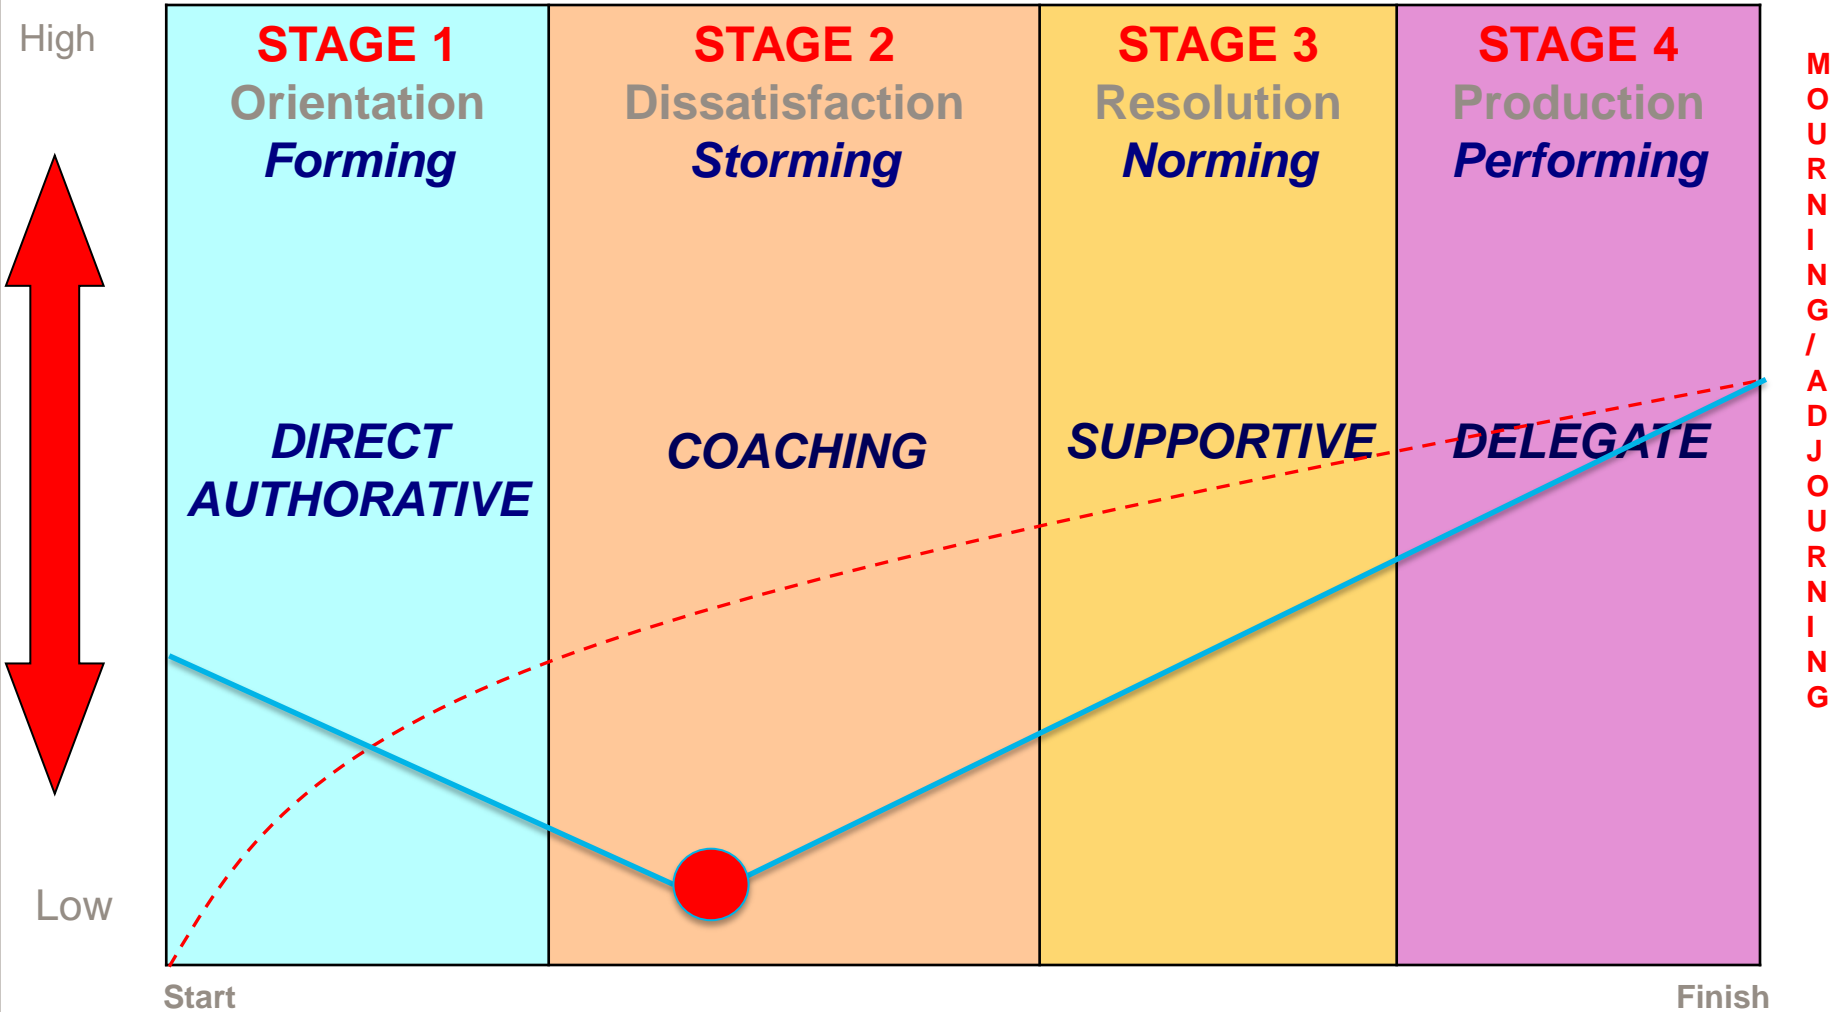 High
STAGE 1
Orientation
Forming
STAGE 2
Dissatisfaction
Storming
STAGE 3
Resolution
Norming
STAGE 4
Production
Performing
DIRECT
AUTHORATIVE
COACHING
SUPPORTIVE
DELEGATE
Low
Start
Finish
MOURNING/ADJOURNING